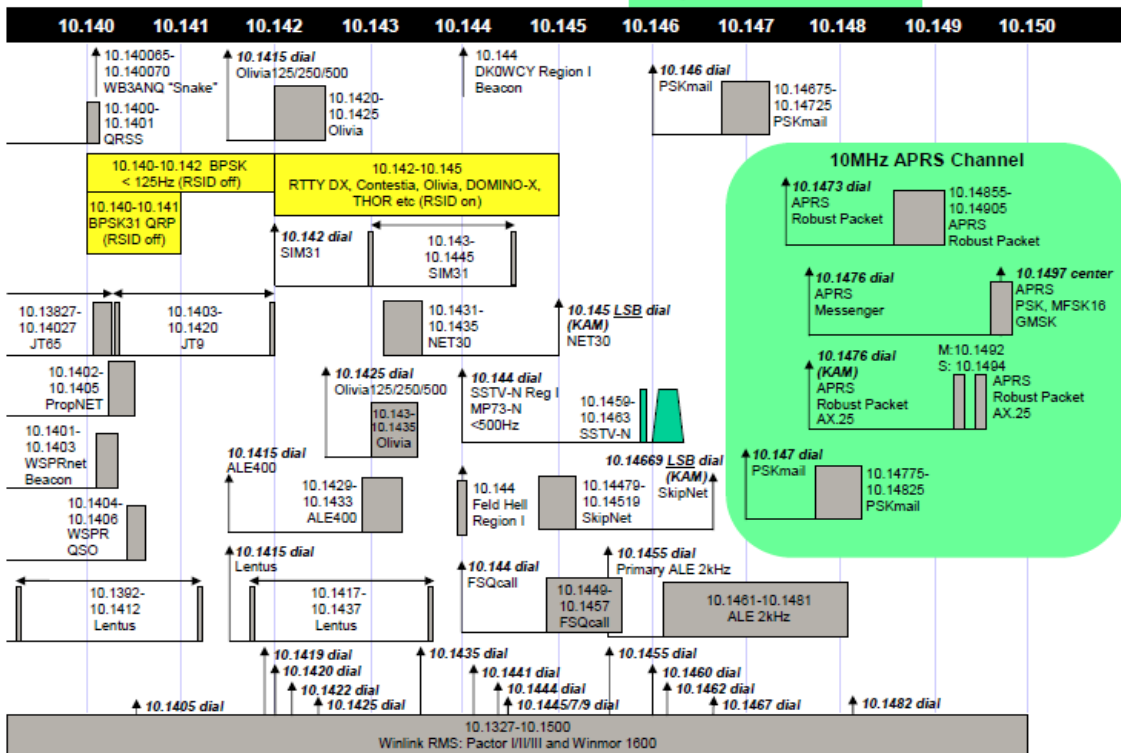 10.140 10.141 10.142 10.143 10.144 10.145 10.146 10.147 10.148 10.149 10.150
10.140065-
10.140070
WB3ANQ "Snake"
10.1400-
10.1401
QRSS
10.1415 dial
Olivia125/250/500
10.1420-
10.1425
Olivia
10.144
DK0WCY Region I
Beacon
10.146 dial
PSKmail
10.14675-
10.14725
PSKmail
10.140-10.142 BPSK
< 125Hz (RSID off)
10.140-10.141
BPSK31 QRP
(RSID off)
10.142-10.145
RTTY DX, Contestia, Olivia, DOMINO-X,
THOR etc (RSID on)
10.142 dial
SIM31
10.143-
10.1445
SIM31
10MHz APRS Channel
10.1473 dial
APRS
Robust Packet
10.14855-
10.14905
APRS
Robust Packet
10.1476 dial
APRS
Messenger
10.1497 center
APRS
PSK, MFSK16
GMSK
10.1476 dial
(KAM)
APRS
Robust Packet
AX.25
M:10.1492
S: 10.1494
APRS
Robust Packet
AX.25
10.147 dial
PSKmail
10.14775-
10.14825
PSKmail
10.13827-
10.14027
JT65
10.1403-
10.1420
JT9
10.1431-
10.1435
NET30
10.145 LSB dial
(KAM)
NET30
10.1402-
10.1405
PropNET
10.1425 dial
Olivia125/250/500
10.143-
10.1435
Olivia
10.144 dial
SSTV-N Reg I
MP73-N
<500Hz
10.1459-
10.1463
SSTV-N
10.1401-
10.1403
WSPRnet
Beacon
10.1415 dial
ALE400
10.1429-
10.1433
ALE400
10.144
Feld Hell
Region I
10.14479-
10.14519
SkipNet
10.14669 LSB dial
(KAM)
SkipNet
10.1404-
10.1406
WSPR
QSO
10.1415 dial
Lentus
10.144 dial
FSQcall
10.1449-
10.1457
FSQcall
10.1455 dial
Primary ALE 2kHz
10.1461-10.1481
ALE 2kHz
10.1392-
10.1412
Lentus
10.1417-
10.1437
Lentus
10.1419 dial
10.1420 dial
10.1422 dial
10.1425 dial
10.1405 dial
10.1435 dial
10.1441 dial
10.1444 dial
10.1445/7/9 dial
10.1455 dial
10.1460 dial
10.1462 dial
10.1467 dial
10.1482 dial
10.1327-10.1500
Winlink RMS: Pactor I/II/III and Winmor 1600